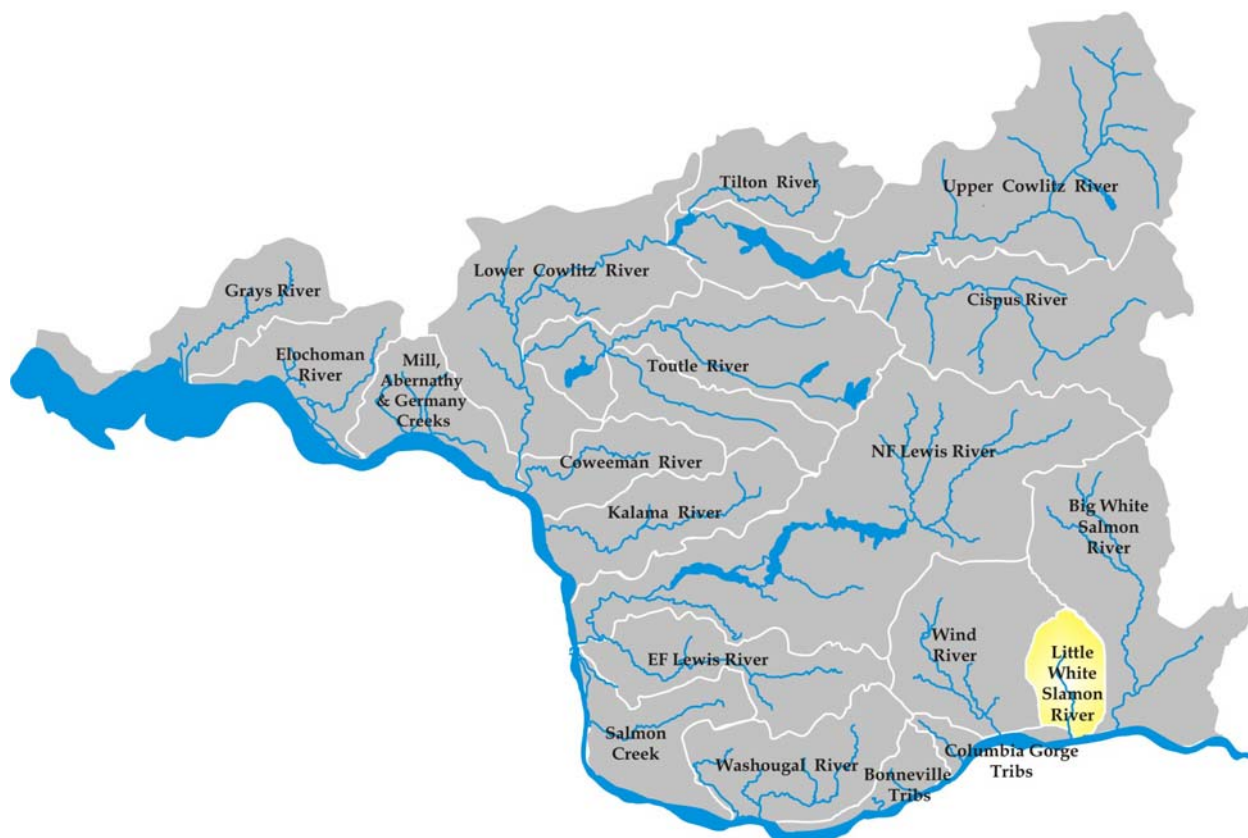 Tilton River
Upper Cowlitz River
Lower Cowlitz River
Grays River
Cispus River
Elochoman
River
Mill,
Abernathy
& Germany
Creeks
Toutle River
NF Lewis River
Coweeman River
Kalama River
Big White
Salmon
River
Wind
River
Little
White
Slamon
River
EF Lewis River
Salmon
Creek
Washougal River
Bonneville
Tribs
Columbia Gorge
Tribs